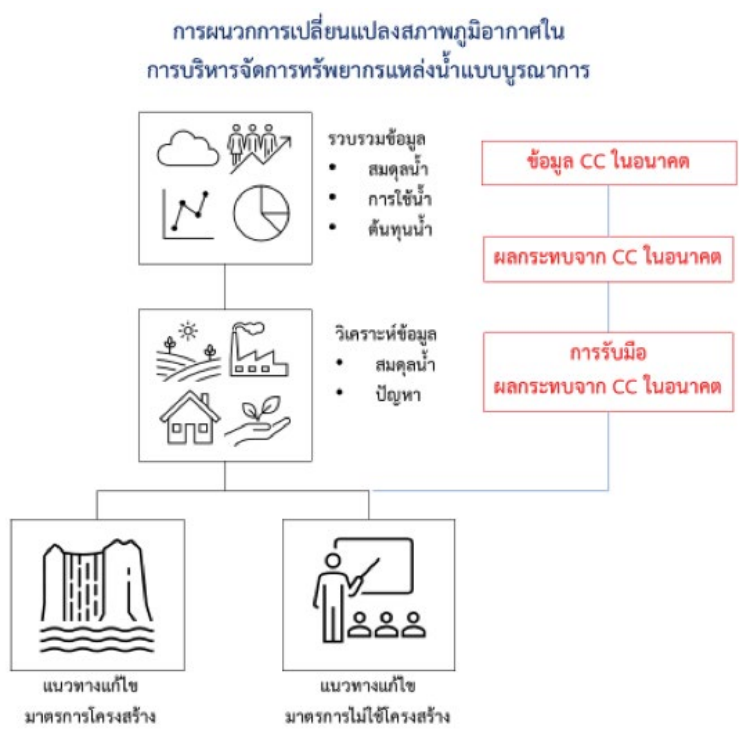 การผนวกการเปลี่ยนแปลงสภาพภูมิอากาศใน
การบริหารจัดการทรัพยากรแหล่งน้ำแบบบูรณาการ
รวบรวมข้อมูล
• สมดุลน้ำ
• การใช้น้ำ
• ต้นทุนน้ำ
วิเคราะห์ข้อมูล
• สมดุลน้ำ
• ปัญหา
ข้อมูล CC ในอนาคต
ผลกระทบจาก CC ในอนาคต
การรับมือ
ผลกระทบจาก CC ในอนาคต
แนวทางแก้ไข
มาตรการโครงสร้าง
แนวทางแก้ไข
มาตรการไม่ใช้โครงสร้าง